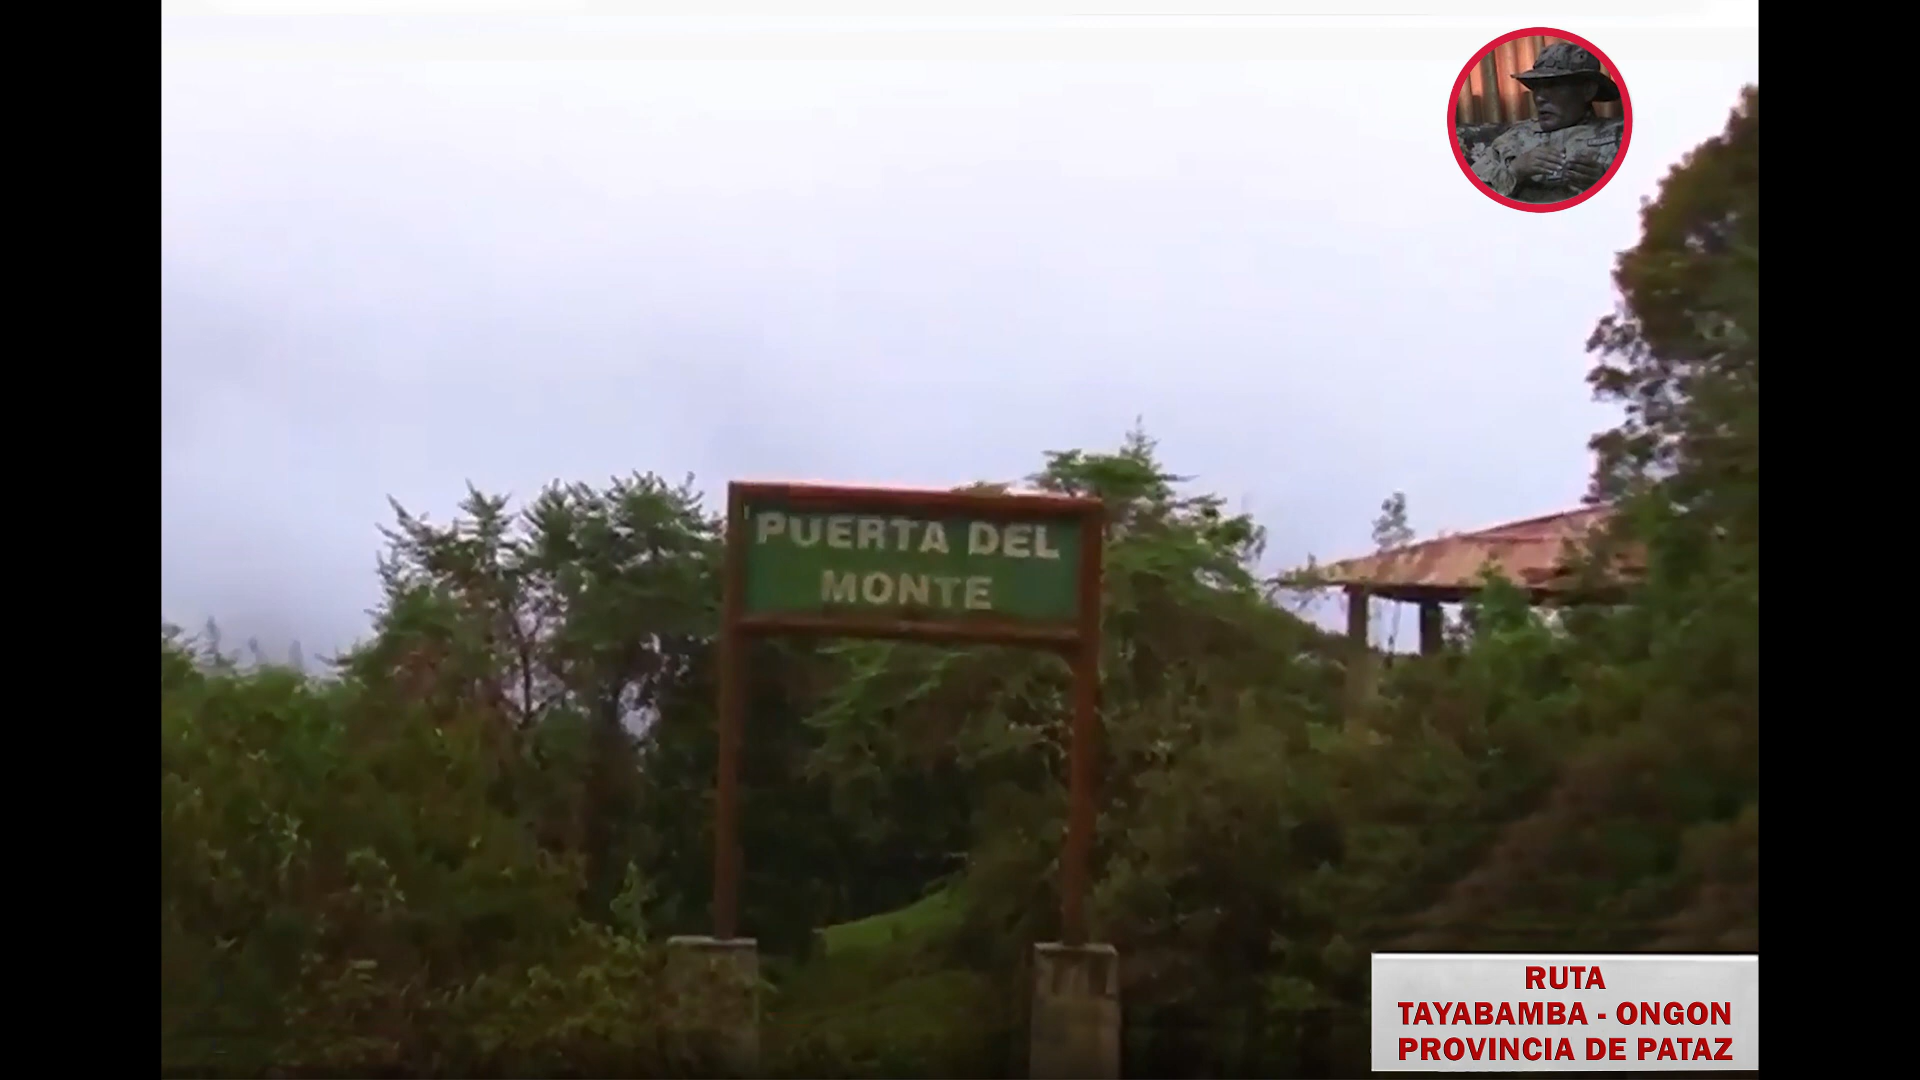 PUERTA DEL
MONTE
RUTA
TAYABAMBA - ONGON
PROVINCIA DE PATAZ